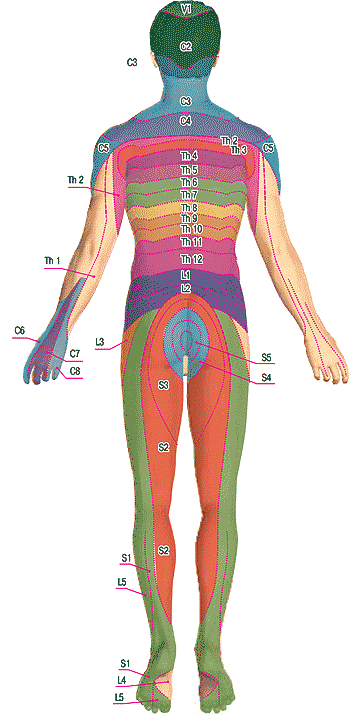 V1
C2
C3
C3
C4
C5
C5
Th 2
Th 3
Th 4
Th 5
Th 2
Th 6
Th 7
Th 8
Th 9
Th 10
Th 11
Th 12
Th 1
L1
L2
C6
L3
C7
S5
C8
S4
S3
S2
S2
S1
L5
S1
L4
L5